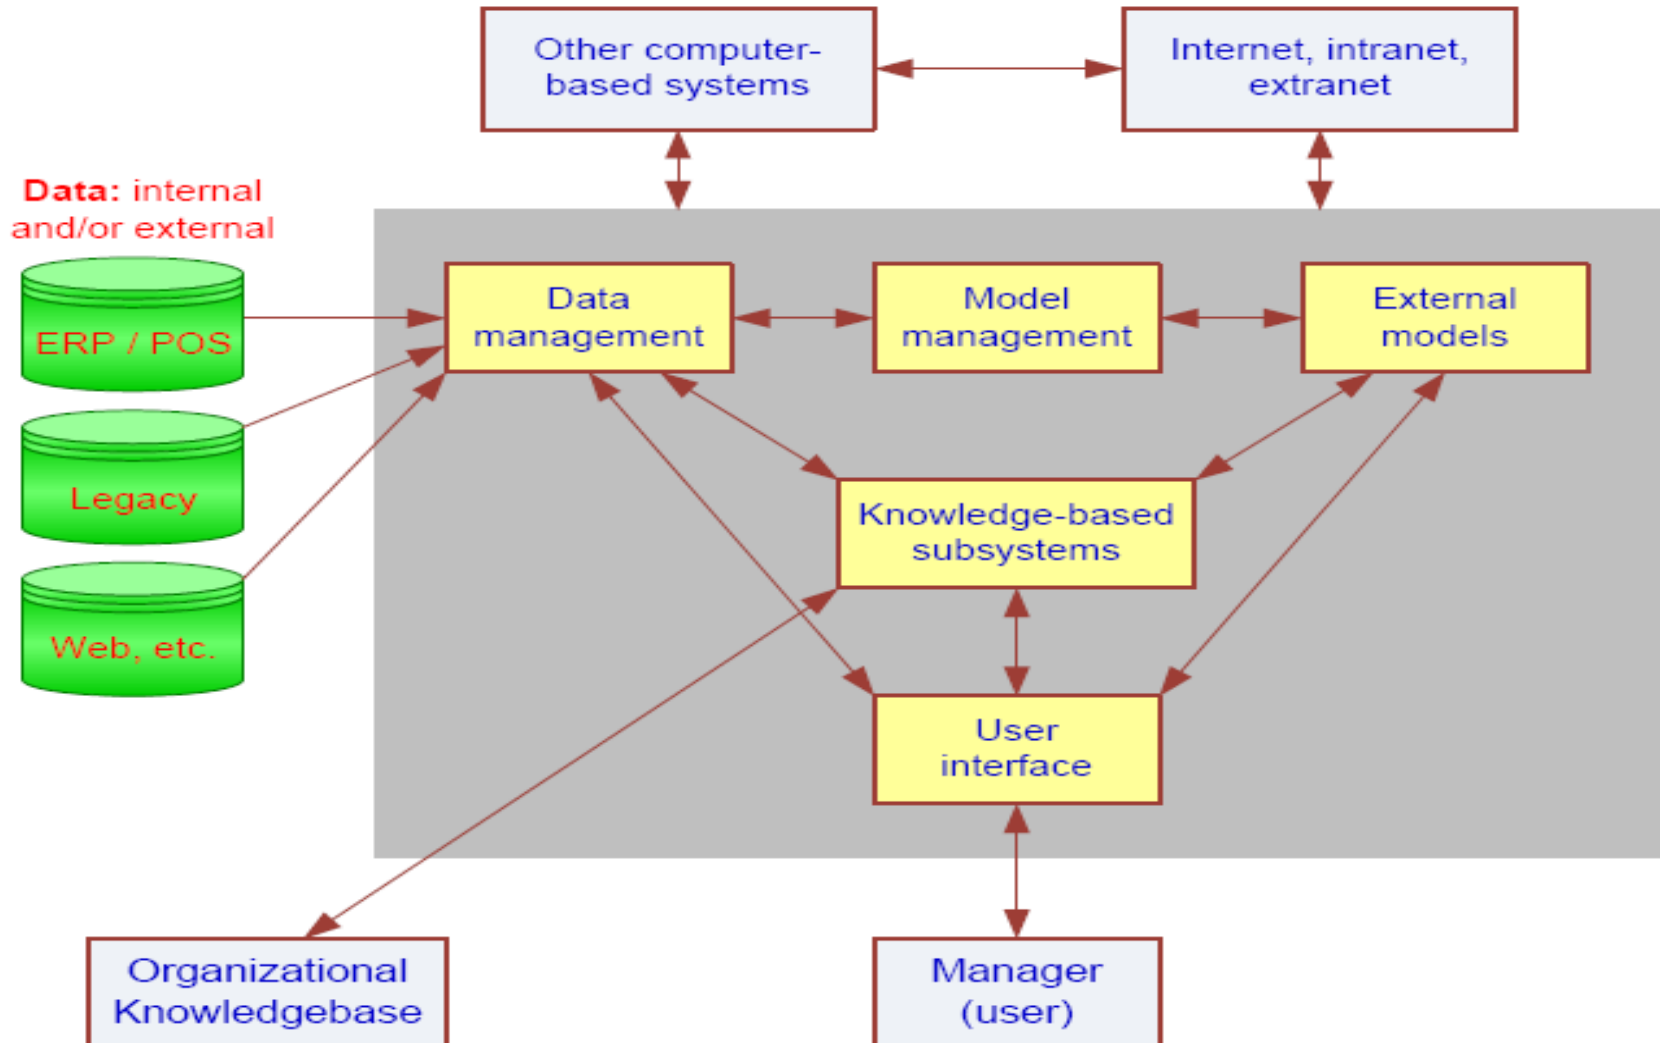 Other computer-
based systems
Internet, intranet,
extranet
Data: internal
and/or external
ERP / POS
Legacy
Web, etc.
Data
management
Model
management
External
models
Knowledge-based
subsystems
User
interface
Organizational
Knowledgebase
Manager
(user)